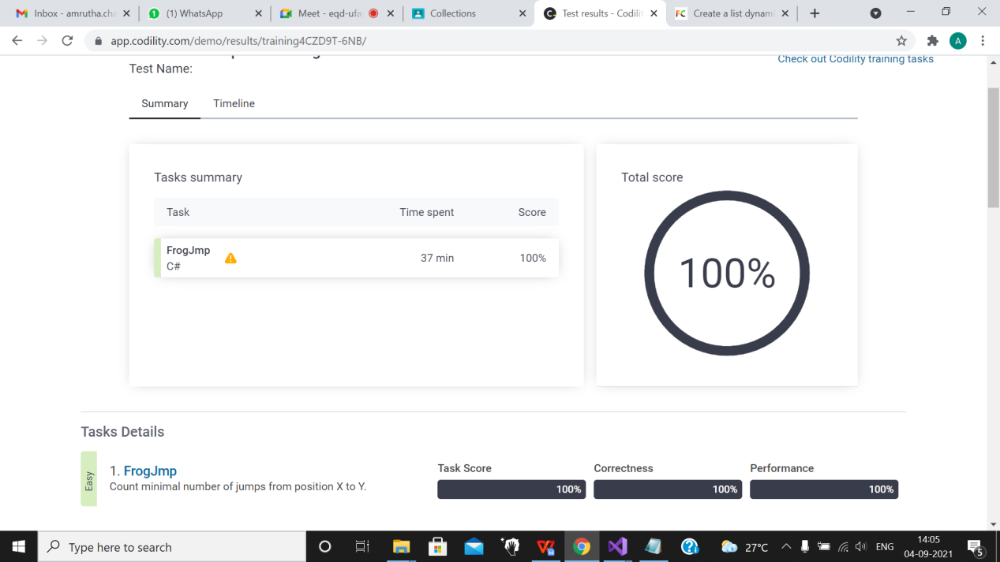 Inbox - amrutha.cha
(1) WhatsApp
Meet - eqd-ufa
Collections
Test results - Codilit
FC Create a list dynami
app.codility.com/demo/results/training4CZD9T-6NB/
A
Test Name:
Check out Codility training tasks
Summary Timeline
Tasks summary
Task Time spent Score
FrogJmp
C#
37 min 100%
Total score
100%
Tasks Details
Easy
1. FrogJmp
Count minimal number of jumps from position X to Y.
Task Score Correctness Performance
100% 100% 100%
Type here to search
27°C
ENG
14:05
04-09-2021
5